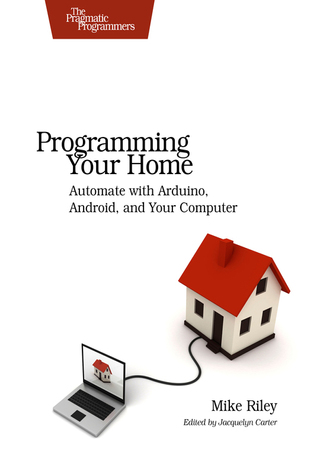 The
Pragmatic
Programmers
Programming
Your Home
Automate with Arduino,
Android, and Your Computer
Mike Riley
Edited by Jacquelyn Carter